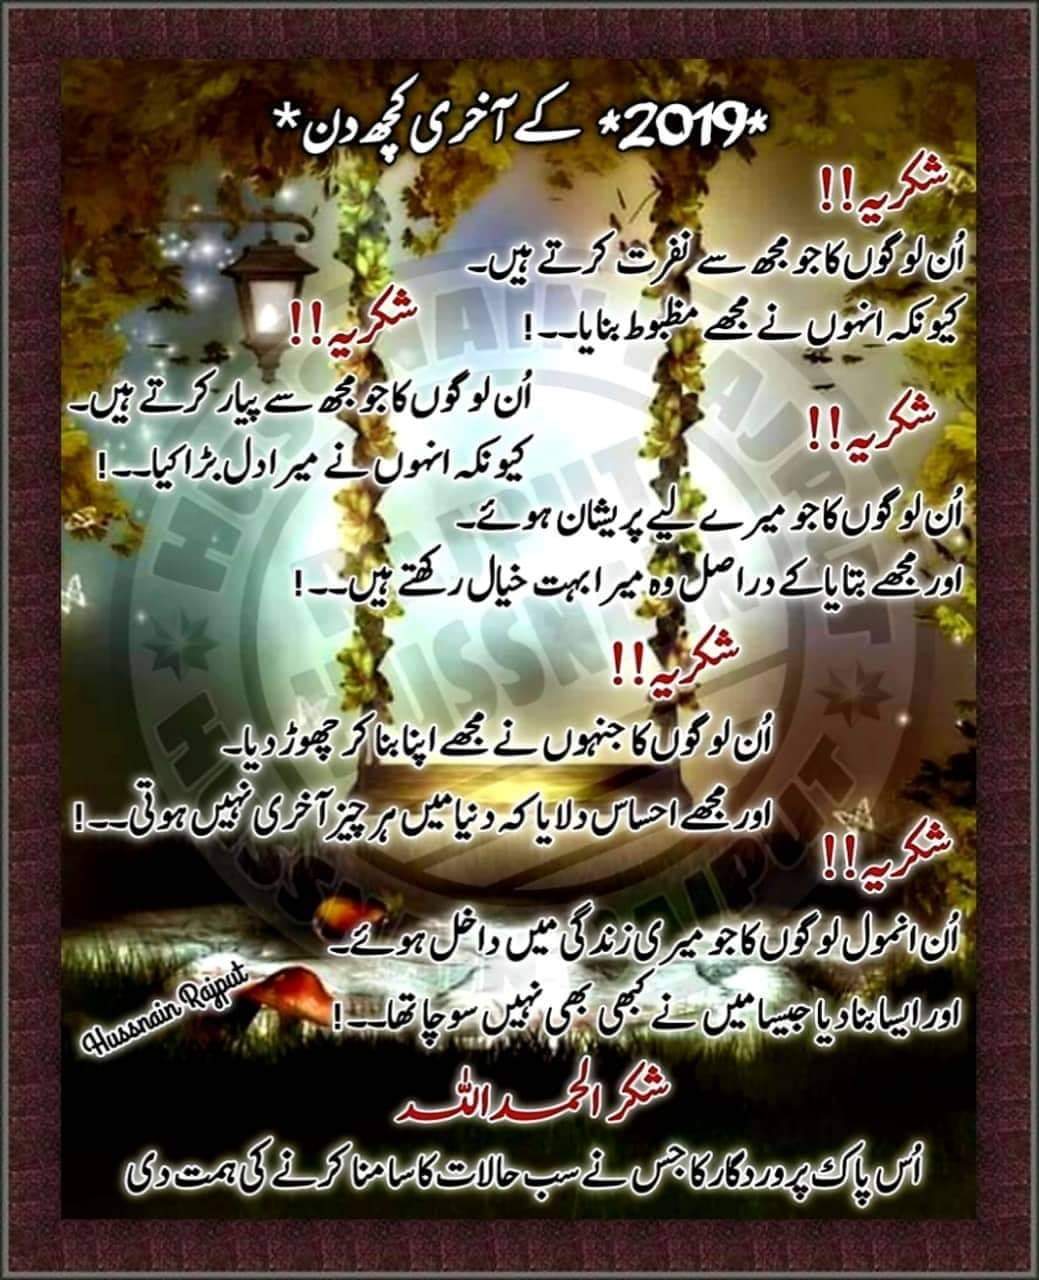 *2019* کے آخری کچھ دن*
شکریہ!!
اُن لوگوں کا جو مجھ سے نفرت کرتے ہیں۔
کیونکہ انہوں نے مجھے مظبوط بنایا۔۔!
شکریہ!!
اُن لوگوں کا جو مجھ سے پیار کرتے ہیں۔
کیونکہ انہوں نے میرا دل بڑا کیا۔۔!
شکریہ!!
اُن لوگوں کا جو میرے لیے پریشان ہوئے۔
اور مجھے بتایا کے دراصل وہ میرا بہت خیال رکھتے ہیں۔۔!
شکریہ!!
اُن لوگوں کا جنہوں نے مجھے اپنا بنا کر چھوڑ دیا۔
اور مجھے احساس دلایا کہ دنیا میں ہر چیز آخری نہیں ہوتی۔۔!
شکریہ!!
اُن انمول لوگوں کا جو میری زندگی میں داخل ہوئے۔
اور ایسا بنا دیا جیسا میں نے کبھی بھی نہیں سوچا تھا۔۔!
Hussnain Rajput
شکر الحمداللہ
اُس پاک پروردگار کا جس نے سب حالات کا سامنا کرنے کی ہمت دی
HUSSNAIN RAJPUT
RAJPUT
HUSSNAIN